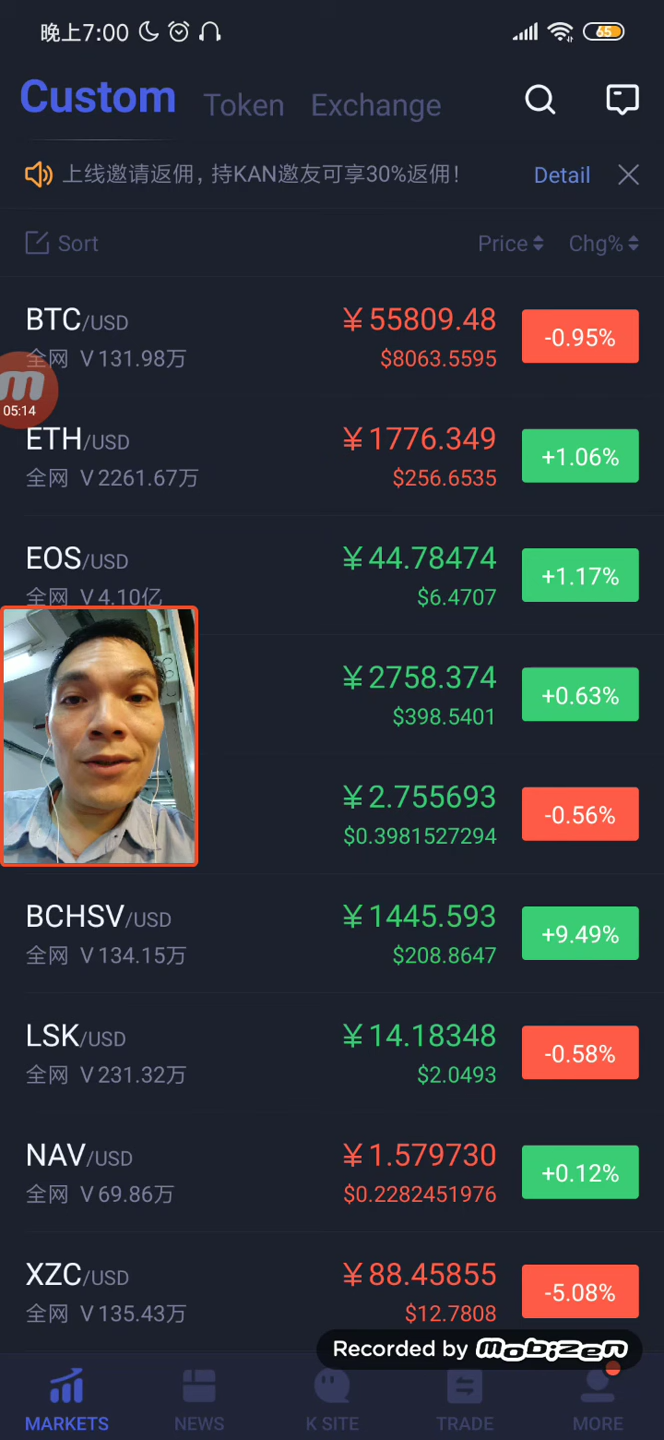 晚上7:00
65
Custom Token Exchange
上线邀请返佣，持KAN邀友可享30%返佣！ Detail
Sort Price Chg%
BTC/USD ¥55809.48 -0.95%
全网 V 131.98万 $8063.5595
m
05:14
ETH/USD ¥1776.349 +1.06%
全网 V 2261.67万 $256.6535
EOS/USD ¥44.78474 +1.17%
全网 V 4.10亿 $6.4707
¥2758.374 +0.63%
$398.5401
¥2.755693 -0.56%
$0.3981527294
BCHSV/USD ¥1445.593 +9.49%
全网 V 134.15万 $208.8647
LSK/USD ¥14.18348 -0.58%
全网 V 231.32万 $2.0493
NAV/USD ¥1.579730 +0.12%
全网 V 69.86万 $0.2282451976
XZC/USD ¥88.45855 -5.08%
全网 V 135.43万 $12.7808
Recorded by mobizen
MARKETS NEWS K SITE TRADE MORE